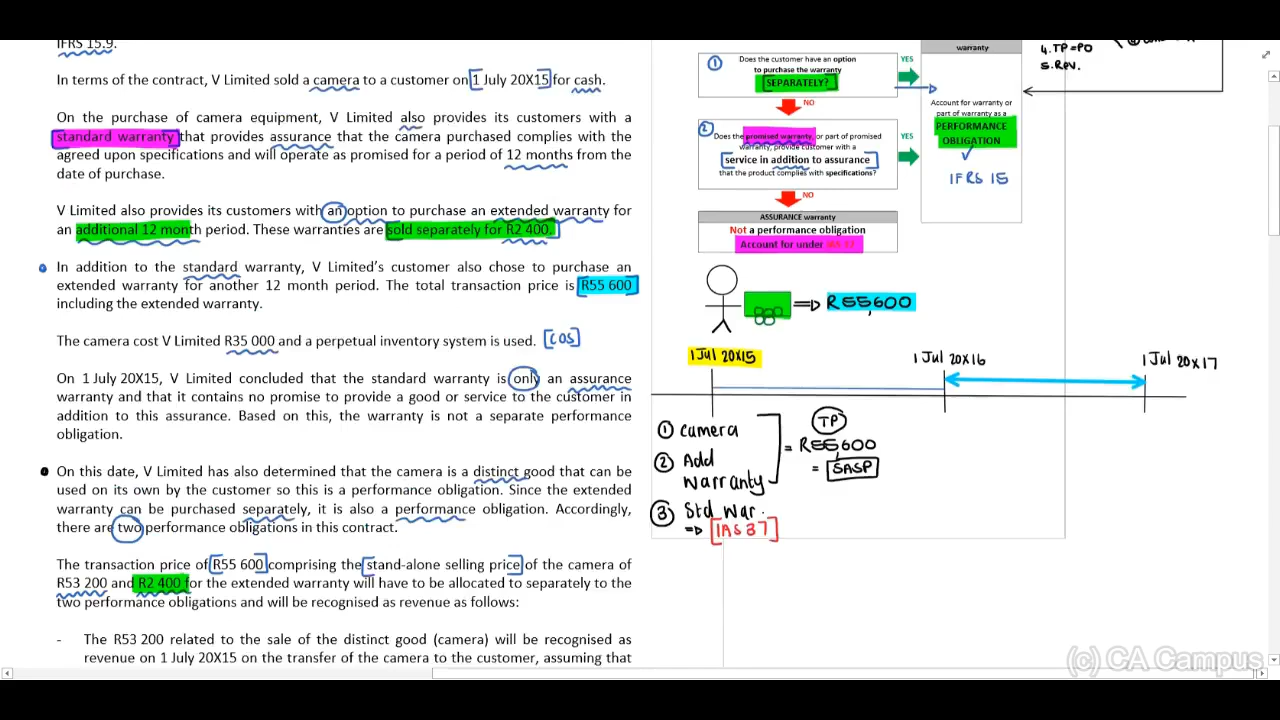 IFRS 15.9.
In terms of the contract, V Limited sold a camera to a customer on 1 July 20X15 for cash.
On the purchase of camera equipment, V Limited also provides its customers with a
standard warranty that provides assurance that the camera purchased complies with the
agreed upon specifications and will operate as promised for a period of 12 months from the
date of purchase.
V Limited also provides its customers with an option to purchase an extended warranty for
an additional 12 month period. These warranties are sold separately for R2 400.
In addition to the standard warranty, V Limited's customer also chose to purchase an
extended warranty for another 12 month period. The total transaction price is R55 600
including the extended warranty.
The camera cost V Limited R35 000 and a perpetual inventory system is used. [COS]
On 1 July 20X15, V Limited concluded that the standard warranty is only an assurance
warranty and that it contains no promise to provide a good or service to the customer in
addition to this assurance. Based on this, the warranty is not a separate performance
obligation.
On this date, V Limited has also determined that the camera is a distinct good that can be
used on its own by the customer so this is a performance obligation. Since the extended
warranty can be purchased separately, it is also a performance obligation. Accordingly,
there are two performance obligations in this contract.
The transaction price of R55 600 comprising the stand-alone selling price of the camera of
R53 200 and R2 400 for the extended warranty will have to be allocated to separately to the
two performance obligations and will be recognised as revenue as follows:
- The R53 200 related to the sale of the distinct good (camera) will be recognised as
revenue on 1 July 20X15 on the transfer of the camera to the customer, assuming that
4. TP=PO
5. REV.
warranty
1
Does the customer have an option
to purchase the warranty
SEPARATELY?
YES
NO
Account for warranty or
part of warranty as a
PERFORMANCE
OBLIGATION
IFRS 15
2
Does the promised warranty, or part of promised
warranty, provide customer with a
service in addition to assurance
that the product complies with specifications?
YES
NO
ASSURANCE warranty
Not a performance obligation
Account for under IAS 37
⇒ R55,600
1 Jul 20X15
1 Jul 20X16
1 Jul 20X17
① Camera
② Add
Warranty
TP
= R55,600
= SASP
③ Std War.
⇒ [IAS 37]
(c) CA Campus